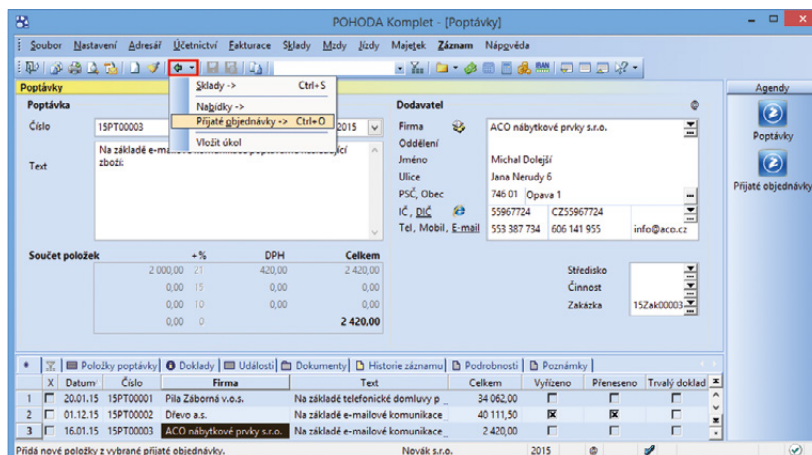 POHODA Komplet - [Poptávky]
Soubor Nastavení Adresář Účetnictví Fakturace Sklady Mzdy Jízdy Majetek Záznam Nápověda
Poptávky
Agendy
Sklady -> Ctrl+S
Nabídky ->
Přijaté objednávky -> Ctrl+O
Vložit úkol
Poptávka
Dodavatel
Číslo 15PT00003 2015
Firma ACO nábytkové prvky s.r.o.
Oddělení
Text Na základě zboží:
Jméno Michal Dolejší
Ulice Jana Nerudy 6
PSČ, Obec 746 01 Opava 1
IČ, DIČ 55967724 CZ55967724
Tel, Mobil, E-mail 553 387 734 606 141 955 info@aco.cz
Poptávky
Přijaté objednávky
Součet položek +% DPH Celkem
2 000,00 21 420,00 2 420,00
0,00 15 0,00 0,00
0,00 10 0,00 0,00
0,00 0 2 420,00
Středisko
Činnost
Zakázka 15Zak00003
Položky poptávky Doklady Události Dokumenty Historie záznamu Podrobnosti Poznámky
X Datum Číslo Firma Text Celkem Vyřízeno Přeneseno Trvalý doklad
1 20.01.15 15PT00001 Pila Záborná v.o.s. Na základě telefonické domluvy p 34 062,00
2 01.12.15 15PT00002 Dřevo a.s. Na základě e-mailové komunikace 40 111,50
3 16.01.15 15PT00003 ACO nábytkové prvky s.r.o. Na základě e-mailové komunikace 2 420,00
Přidá nové položky z vybrané přijaté objednávky. Novák s.r.o. 2015 @